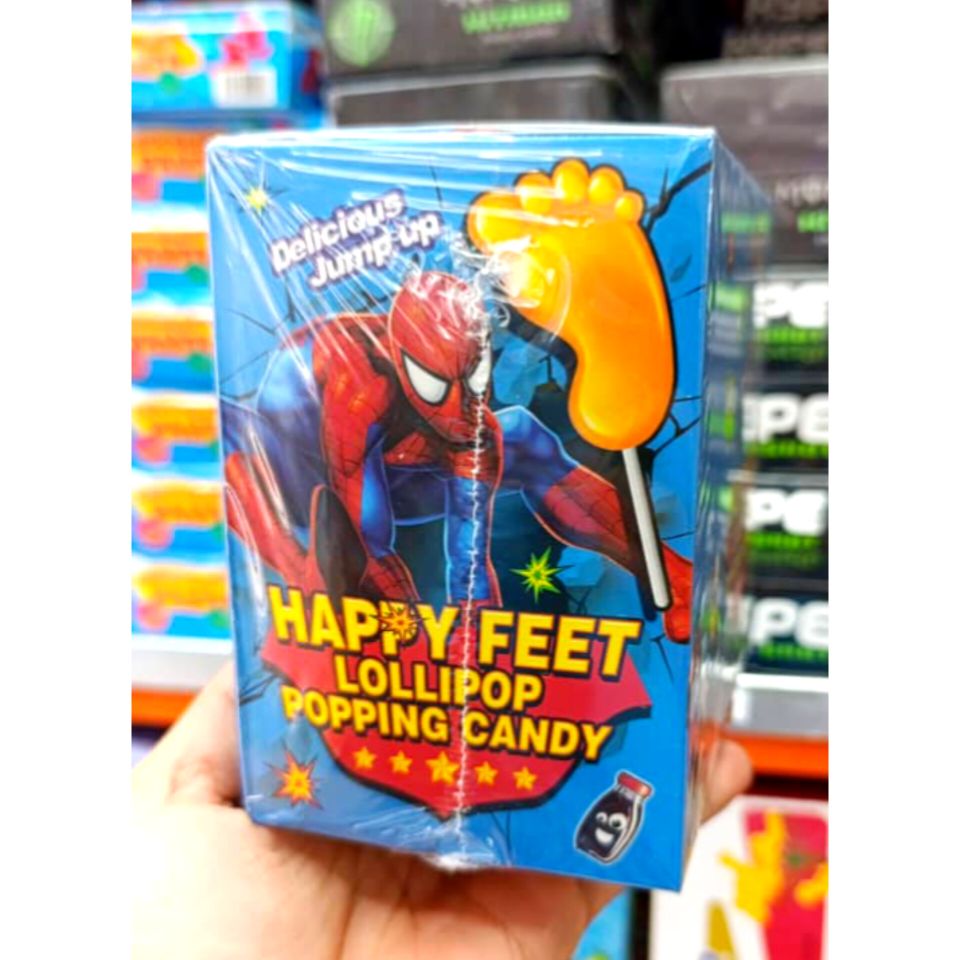 Delicious
Jump-up
HAPPY FEET
LOLLIPOP
POPPING CANDY